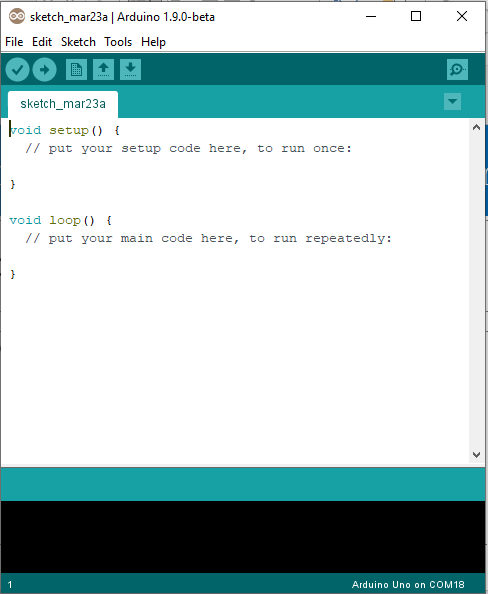 sketch_mar23a | Arduino 1.9.0-beta
File Edit Sketch Tools Help
sketch_mar23a
void setup() {
  // put your setup code here, to run once:
}
void loop() {
  // put your main code here, to run repeatedly:
}
1 Arduino Uno on COM18